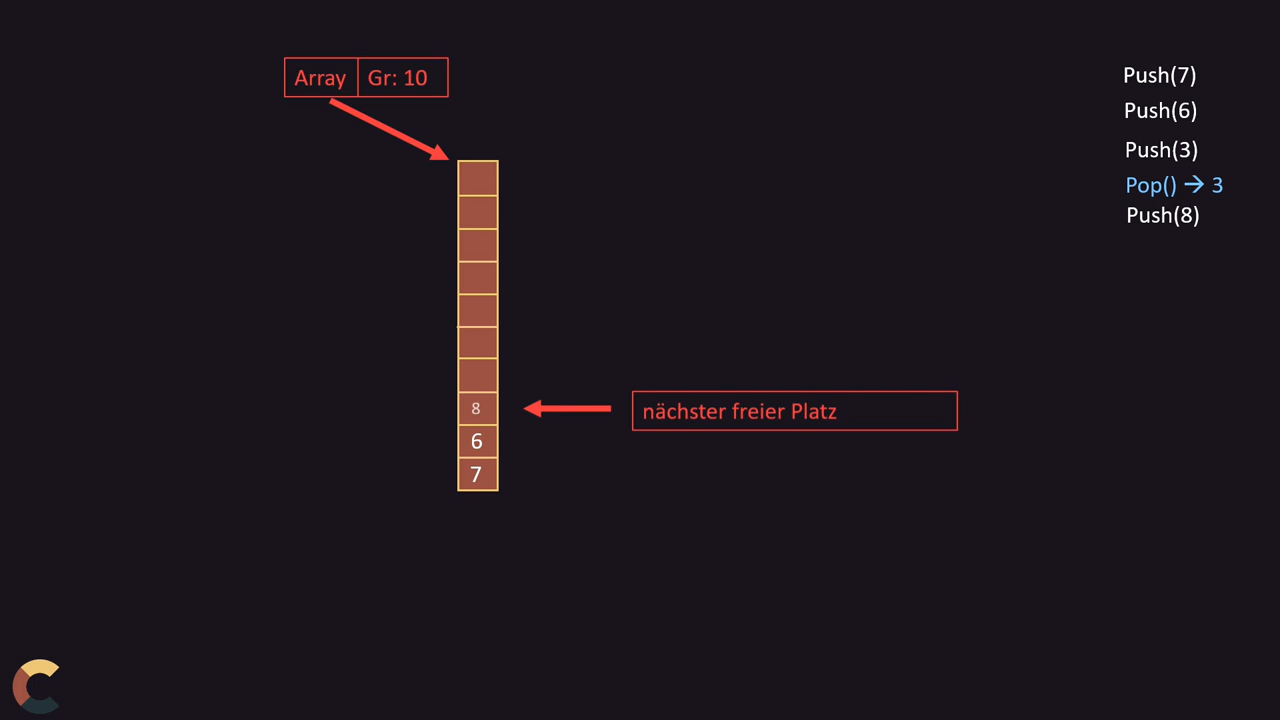 Array Gr: 10
Push(7)
Push(6)
Push(3)
Pop() → 3
Push(8)
8
nächster freier Platz
6
7